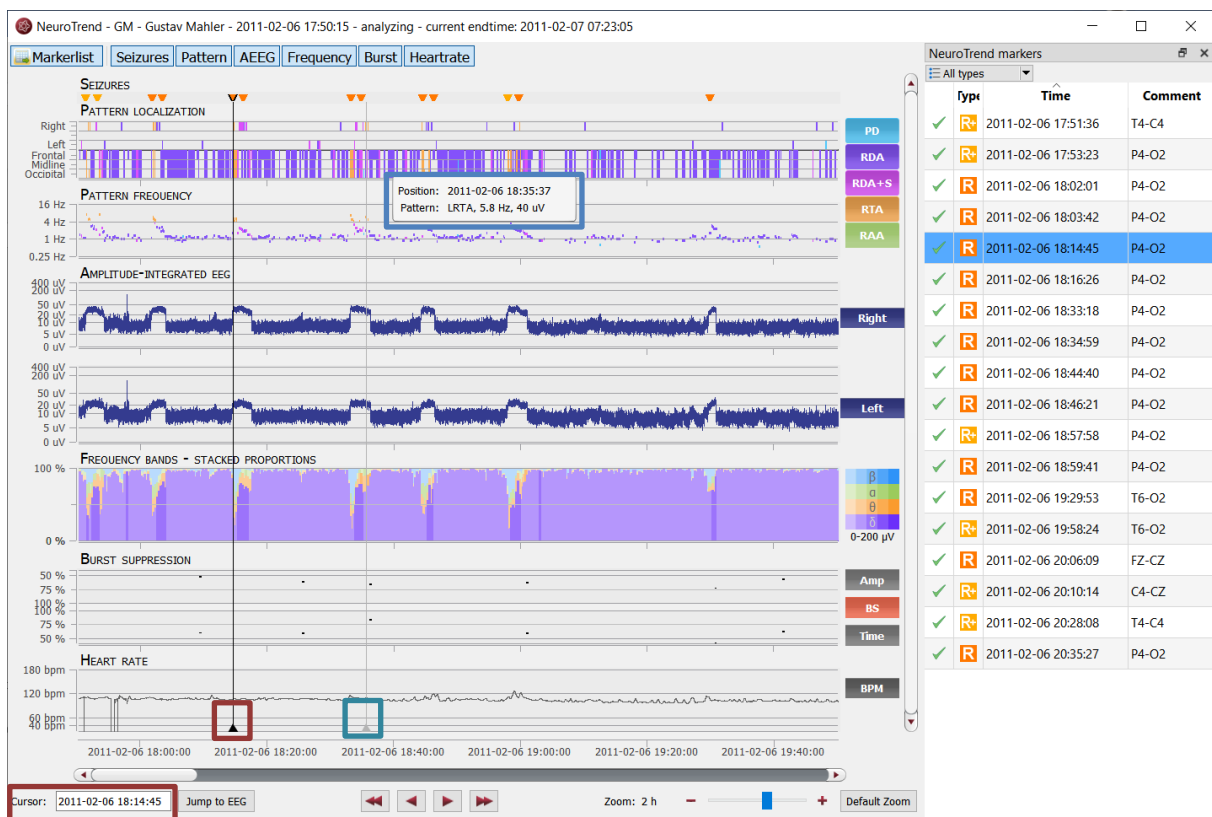 NeuroTrend - GM - Gustav Mahler - 2011-02-06 17:50:15 - analyzing - current endtime: 2011-02-07 07:23:05
Markerlist Seizures Pattern AEEG Frequency Burst Heartrate
SEIZURES
PATTERN LOCALIZATION
Right
Left
Frontal
Midline
Occipital
PD
RDA
RDA+S
RTA
RAA
Position: 2011-02-06 18:35:37
Pattern: LRTA, 5.8 Hz, 40 uV
PATTERN FREQUENCY
16 Hz
4 Hz
1 Hz
0.25 Hz
AMPLITUDE-INTEGRATED EEG
400 uV
200 uV
50 uV
20 uV
10 uV
5 uV
0 uV
Right
400 uV
200 uV
50 uV
20 uV
10 uV
5 uV
0 uV
Left
FREQUENCY BANDS - STACKED PROPORTIONS
100 %
0 %
β
α
θ
δ
0-200 µV
BURST SUPPRESSION
50 %
75 %
100 %
100 %
75 %
50 %
Amp
BS
Time
HEART RATE
180 bpm
120 bpm
60 bpm
40 bpm
BPM
2011-02-06 18:00:00 2011-02-06 18:20:00 2011-02-06 18:40:00 2011-02-06 19:00:00 2011-02-06 19:20:00 2011-02-06 19:40:00
Cursor: 2011-02-06 18:14:45 Jump to EEG Zoom: 2 h Default Zoom
NeuroTrend markers
All types
Type Time Comment
R+ 2011-02-06 17:51:36 T4-C4
R+ 2011-02-06 17:53:23 P4-O2
R 2011-02-06 18:02:01 P4-O2
R 2011-02-06 18:03:42 P4-O2
R 2011-02-06 18:14:45 P4-O2
R 2011-02-06 18:16:26 P4-O2
R 2011-02-06 18:33:18 P4-O2
R 2011-02-06 18:34:59 P4-O2
R 2011-02-06 18:44:40 P4-O2
R 2011-02-06 18:46:21 P4-O2
R+ 2011-02-06 18:57:58 P4-O2
R 2011-02-06 18:59:41 P4-O2
R 2011-02-06 19:29:53 T6-O2
R+ 2011-02-06 19:58:24 T6-O2
R 2011-02-06 20:06:09 FZ-CZ
R+ 2011-02-06 20:10:14 C4-CZ
R+ 2011-02-06 20:28:08 T4-C4
R 2011-02-06 20:35:27 P4-O2